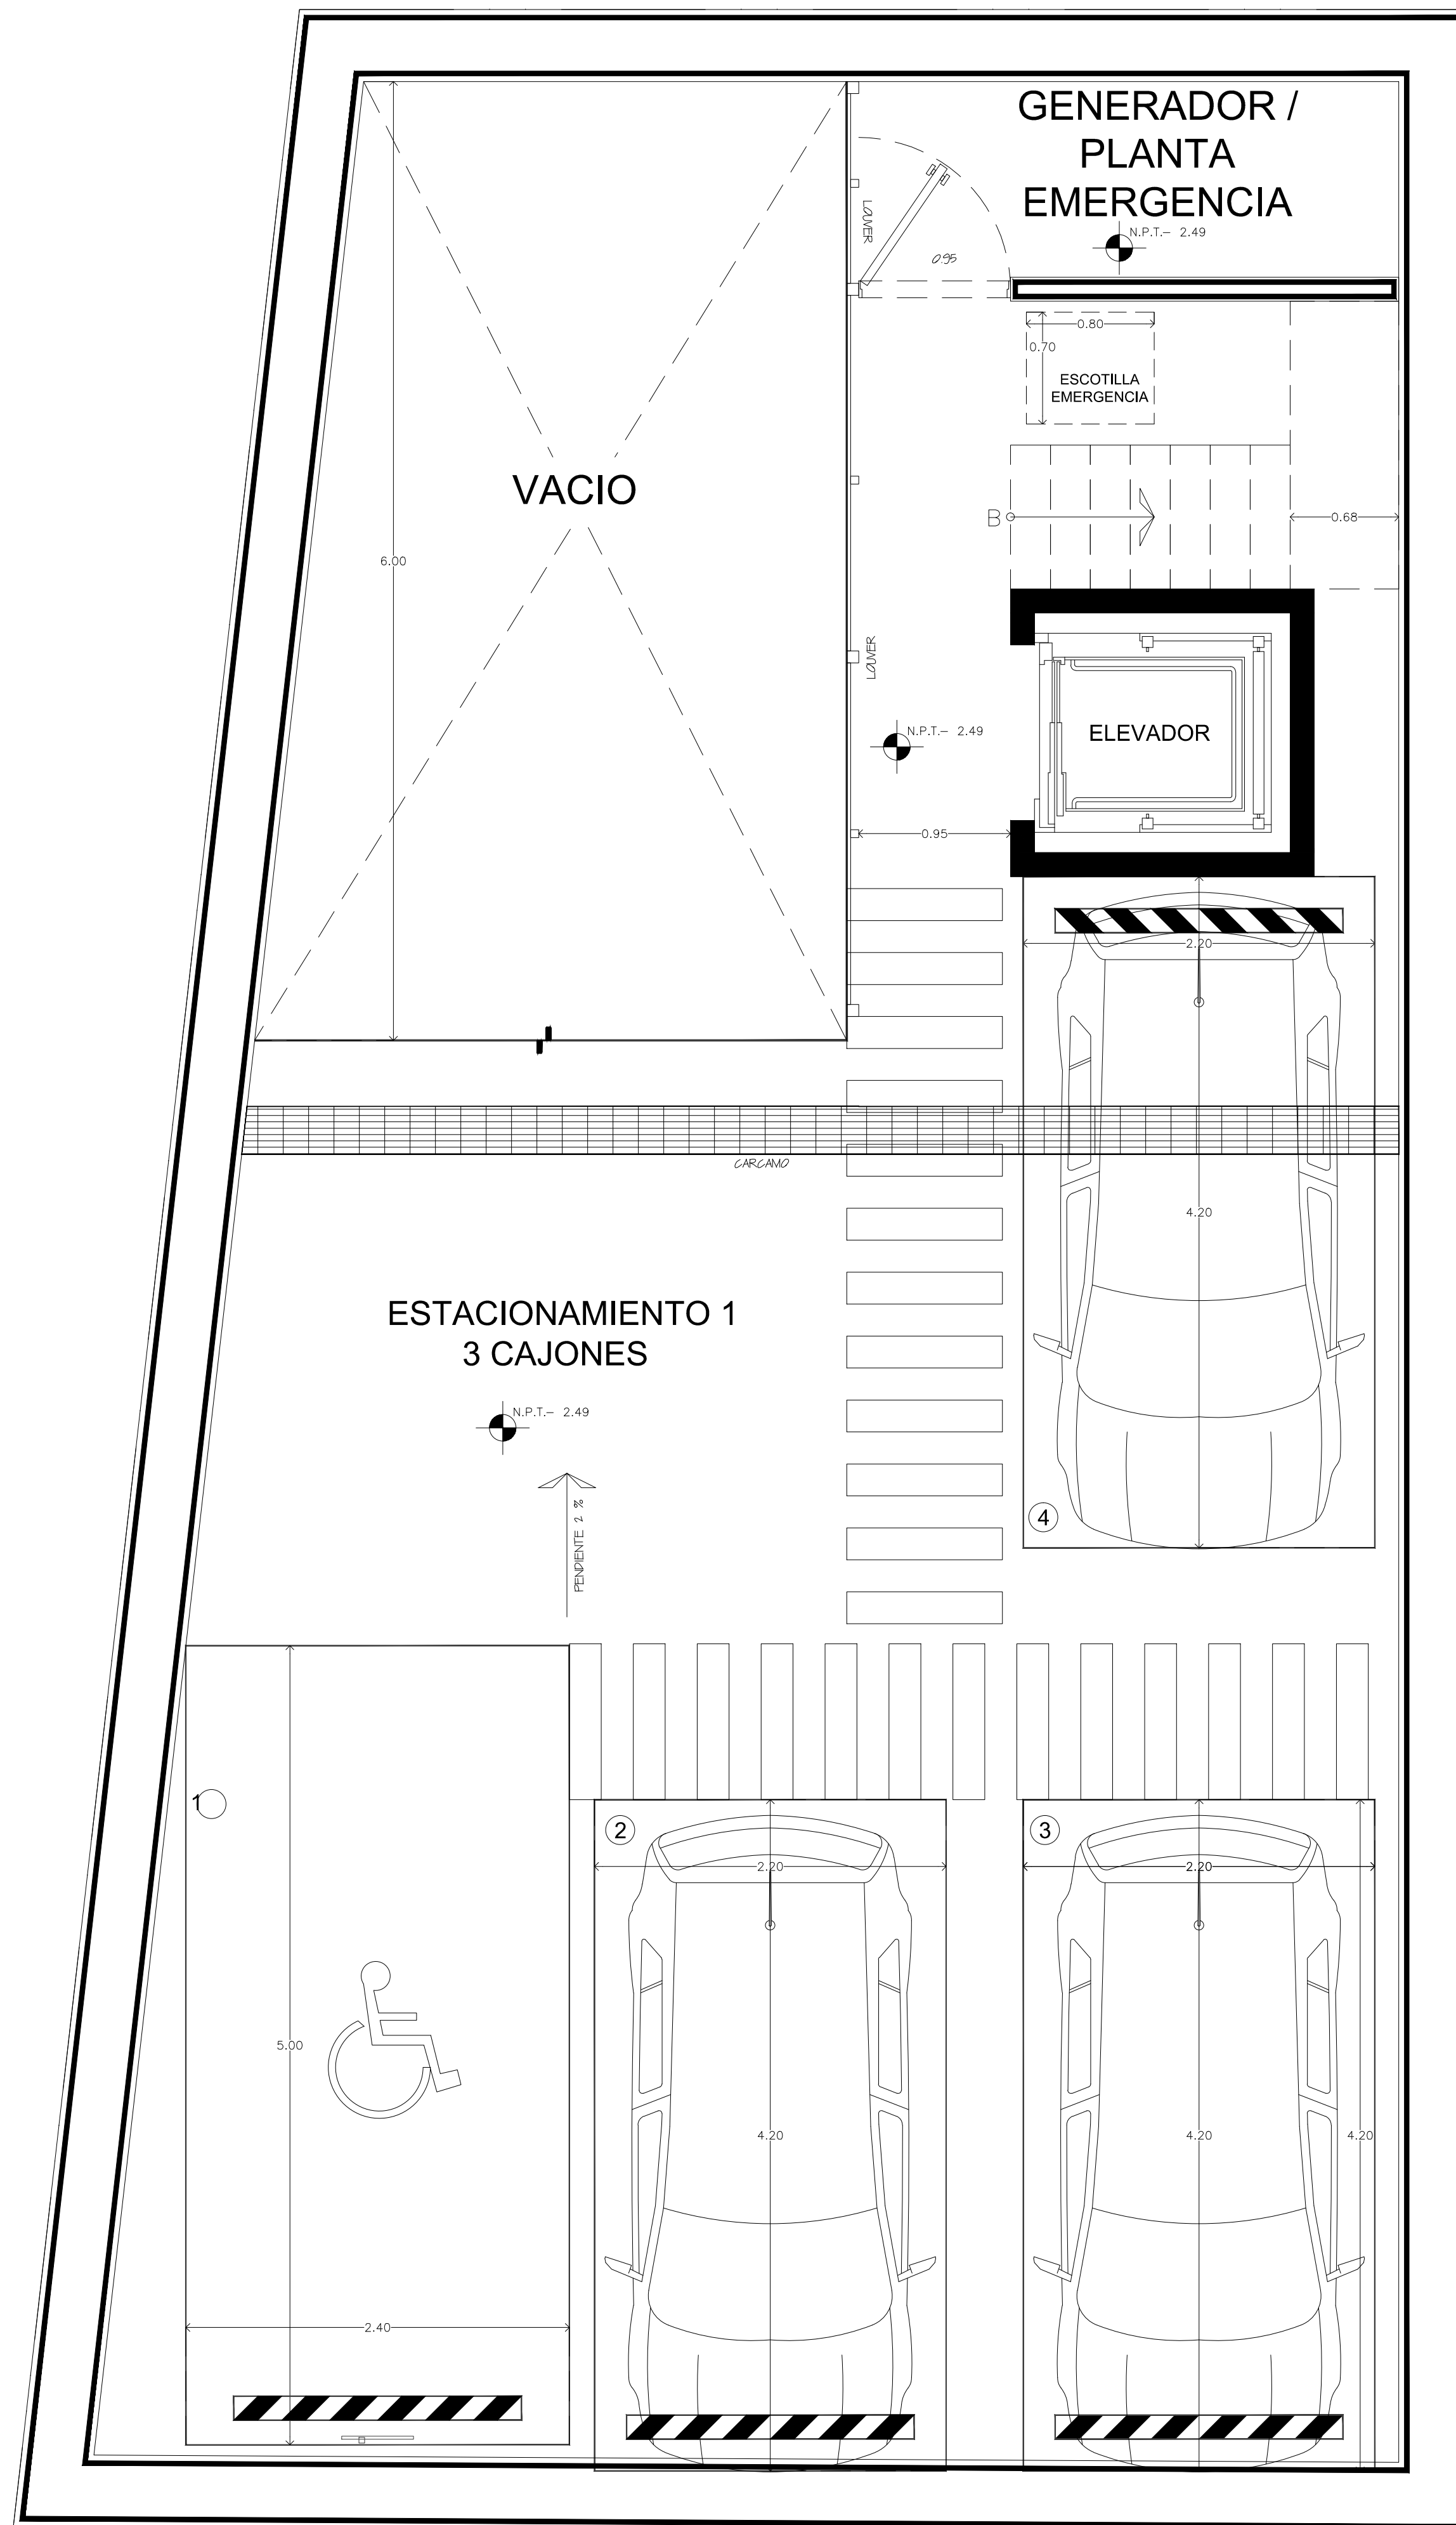 GENERADOR /
PLANTA
EMERGENCIA
N.P.T.- 2.49
LOUVER
0.95
0.80
0.70
ESCOTILLA
EMERGENCIA
VACIO
B
0.68
6.00
LOUVER
N.P.T.- 2.49
ELEVADOR
0.95
2.20
CARCAMO
4.20
ESTACIONAMIENTO 1
3 CAJONES
N.P.T.- 2.49
PENDIENTE 2 %
4
1
2
3
2.20
2.20
5.00
4.20
4.20
4.20
2.40